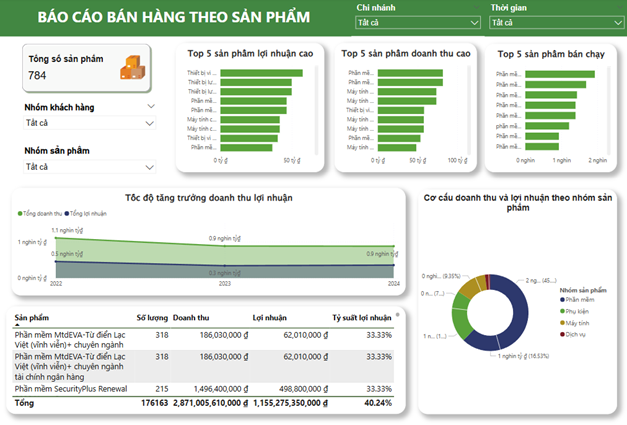 BÁO CÁO BÁN HÀNG THEO SẢN PHẨM
Chi nhánh
Tất cả
Thời gian
Tất cả
Tổng số sản phẩm
784
Nhóm khách hàng
Tất cả
Nhóm sản phẩm
Tất cả
Top 5 sản phẩm lợi nhuận cao
Thiết bị vi ...
Thiết bị lư...
Thiết bị lư...
Phần mề...
Phần mề...
Máy tính c...
Máy tính c...
Thiết bị vi ...
Phần mề...
0 tỷ ₫
50 tỷ ₫
Top 5 sản phẩm doanh thu cao
Phần m...
Phần m...
Máy tính ...
Máy tính ...
Phần m...
Máy tính ...
Thiết bị ...
Phần m...
Máy tính ...
0 tỷ ₫
50 tỷ ₫
100 tỷ ₫
Top 5 sản phẩm bán chạy
Phần mề...
Phần mề...
Phần mề...
Phần mề...
Phần mề...
phần mề...
Phần mề...
Phần mề...
0 nghìn
1 nghìn
2 nghìn
Tốc độ tăng trưởng doanh thu lợi nhuận
Tổng doanh thu
Tổng lợi nhuận
1.1 nghìn tỷ ₫
0.9 nghìn tỷ ₫
1 nghìn tỷ ₫
0.5 nghìn tỷ ₫
0.3 nghìn tỷ ₫
0 nghìn tỷ ₫
2022
2023
2024
Cơ cấu doanh thu và lợi nhuận theo nhóm sản phẩm
0 nghì... (9.35%)
2 ng... (45....)
0 n... (7....)
1 n... (...)
1 nghìn tỷ ₫ (16.53%)
Nhóm sản phẩm
Phần mềm
Phụ kiện
Máy tính
Dịch vụ
Sản phẩm Số lượng Doanh thu Lợi nhuận Tỷ suất lợi nhuận
Phần mềm MtdEVA-Từ điển Lạc 318 186,030,000 ₫ 62,010,000 ₫ 33.33%
Việt (vĩnh viễn)+ chuyên ngành
Phần mềm MtdEVA-Từ điển Lạc 318 186,030,000 ₫ 62,010,000 ₫ 33.33%
Việt (vĩnh viễn)+ chuyên ngành
tài chính ngân hàng
Phần mềm SecurityPlus Renewal 215 1,496,400,000 ₫ 498,800,000 ₫ 33.33%
Tổng 176163 2,871,005,610,000 ₫ 1,155,275,350,000 ₫ 40.24%